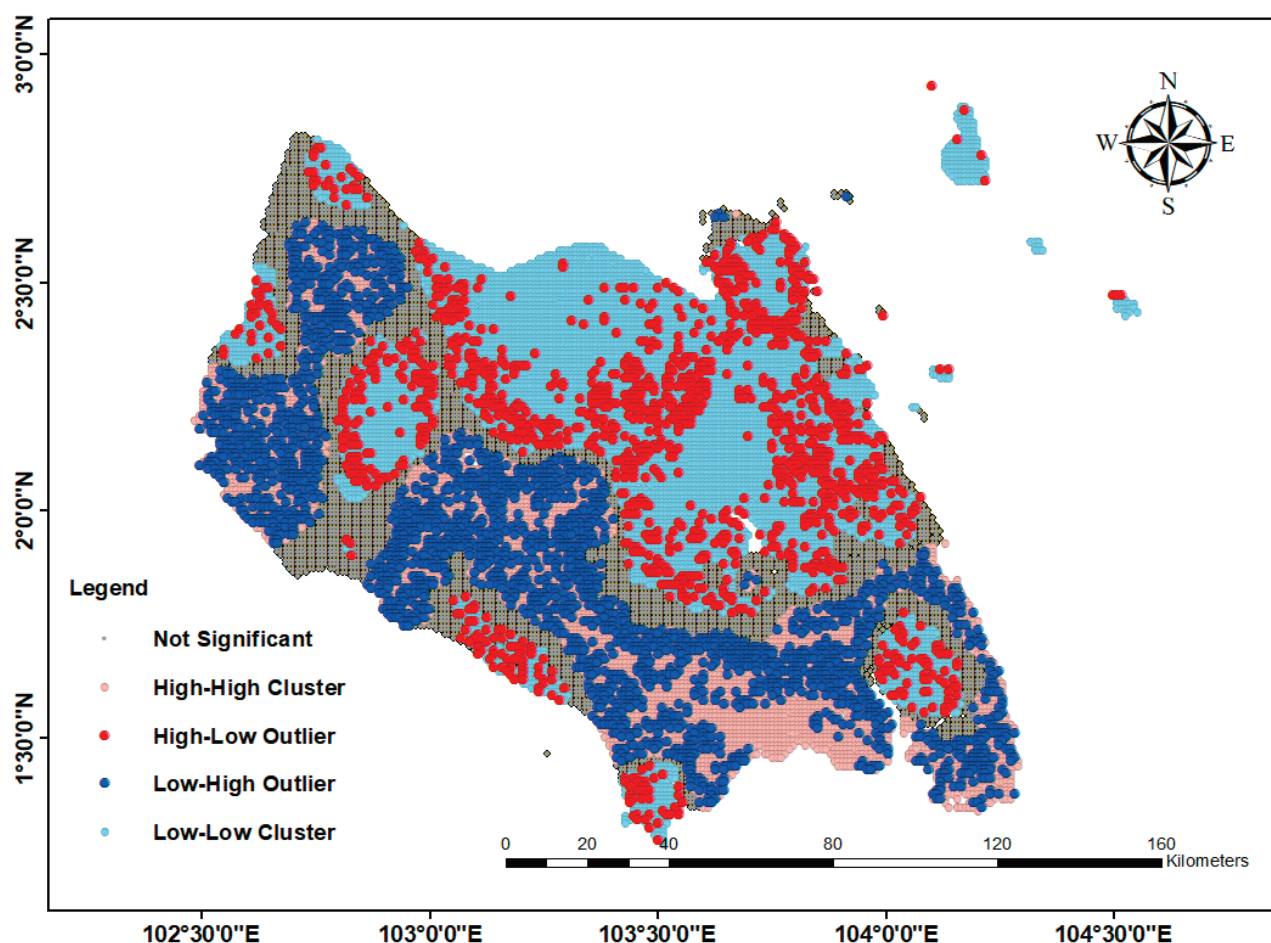 3°0'0"N
2°30'0"N
2°0'0"N
1°30'0"N
N
W E
S
Legend
Not Significant
High-High Cluster
High-Low Outlier
Low-High Outlier
Low-Low Cluster
0 20 40 80 120 160
Kilometers
102°30'0"E 103°0'0"E 103°30'0"E 104°0'0"E 104°30'0"E